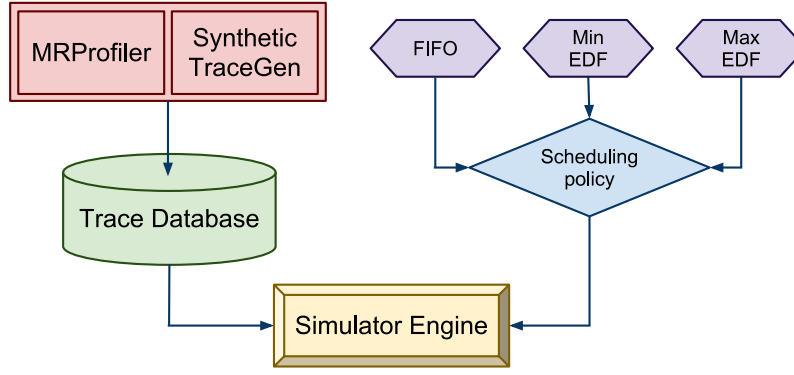 MRProfiler
Synthetic
TraceGen
FIFO
Min
EDF
Max
EDF
Scheduling
policy
Trace Database
Simulator Engine